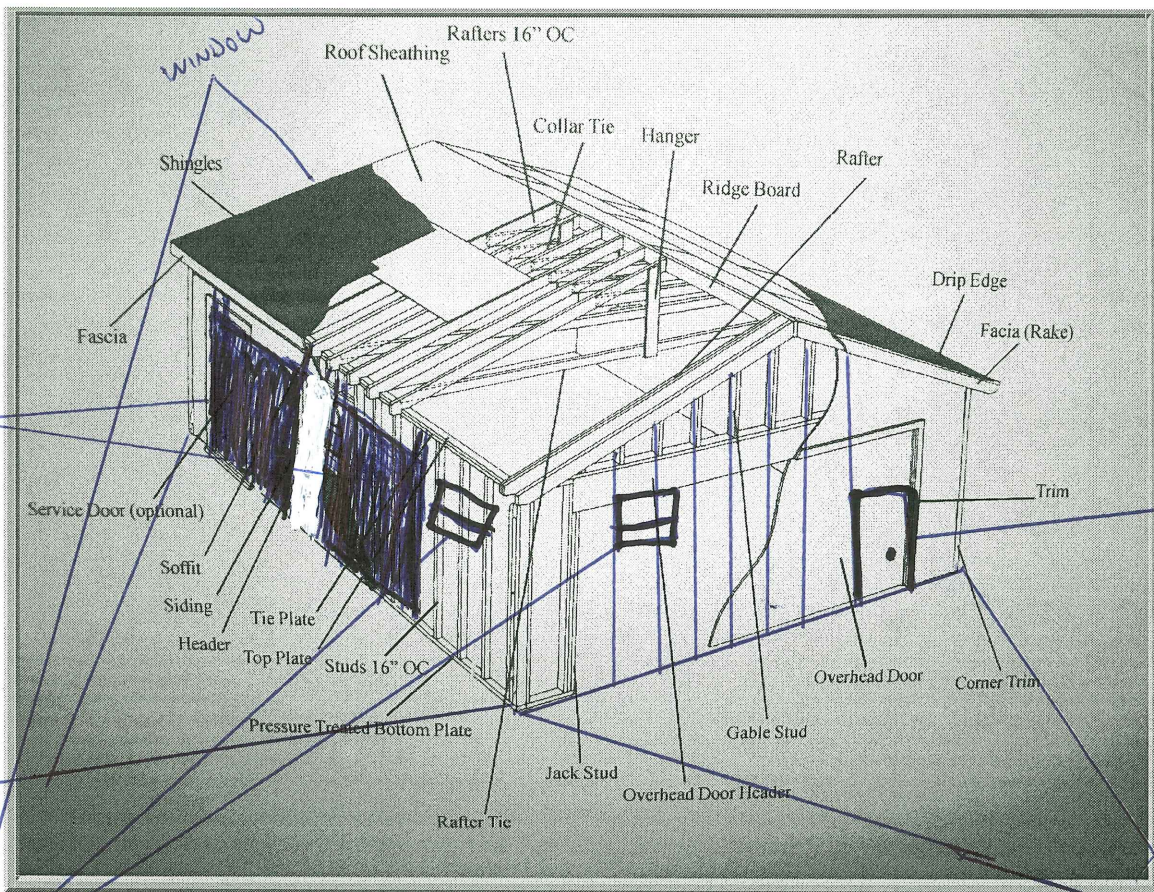 WINDOW
Rafters 16” OC
Roof Sheathing
Collar Tie
Hanger
Rafter
Shingles
Ridge Board
Drip Edge
Facia (Rake)
Fascia
Trim
Service Door (optional)
Soffit
Siding
Tie Plate
Header
Top Plate
Studs 16” OC
Overhead Door
Corner Trim
Pressure Treated Bottom Plate
Gable Stud
Jack Stud
Overhead Door Header
Rafter Tie